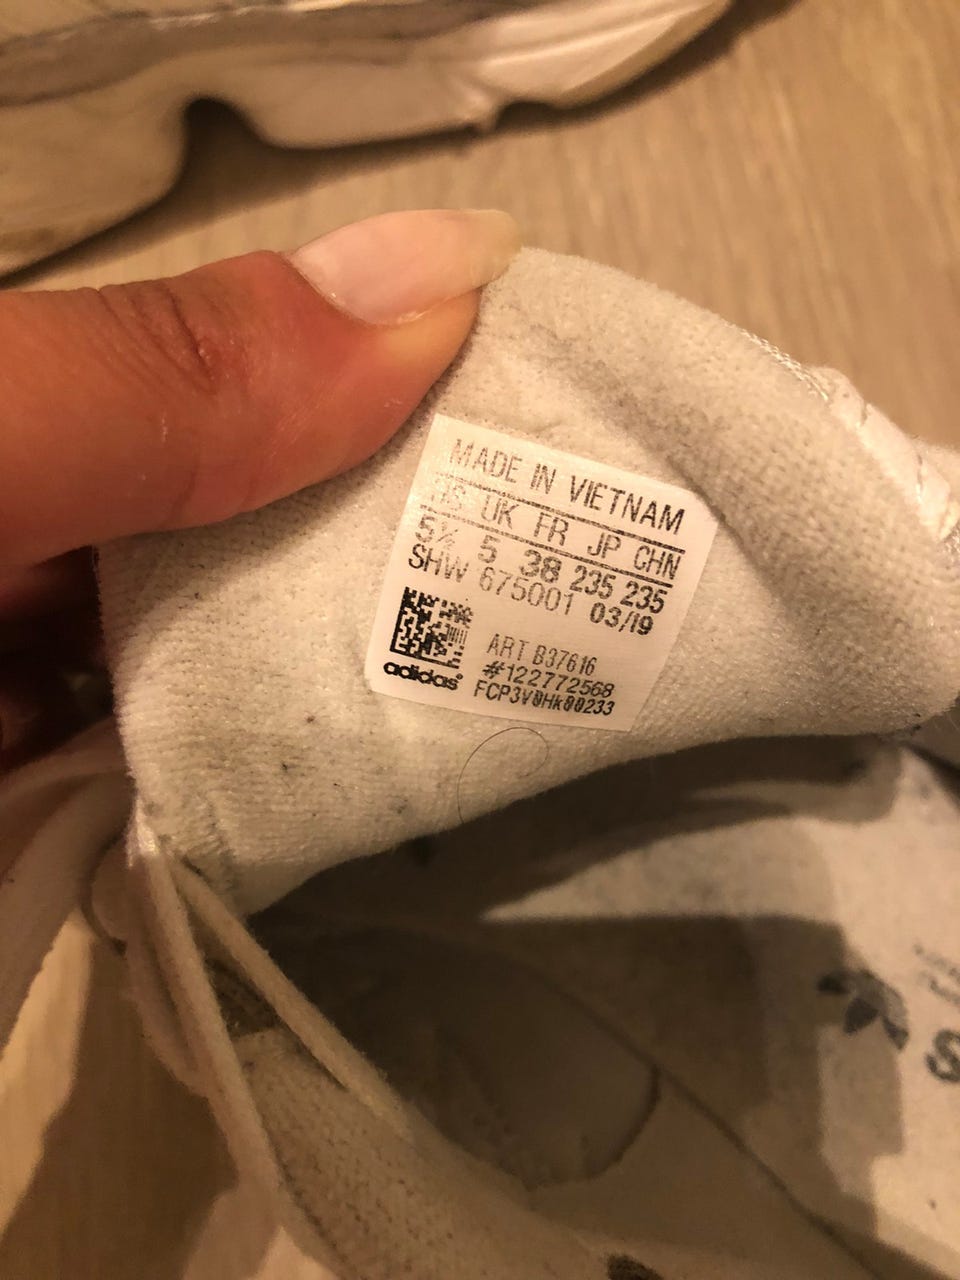 MADE IN VIETNAM
US UK FR JP CHN
5½ 5 38 235 235
SHW 675001 03/19
ART B37616
#122772568
adidas FCP3V0Hk00233
S